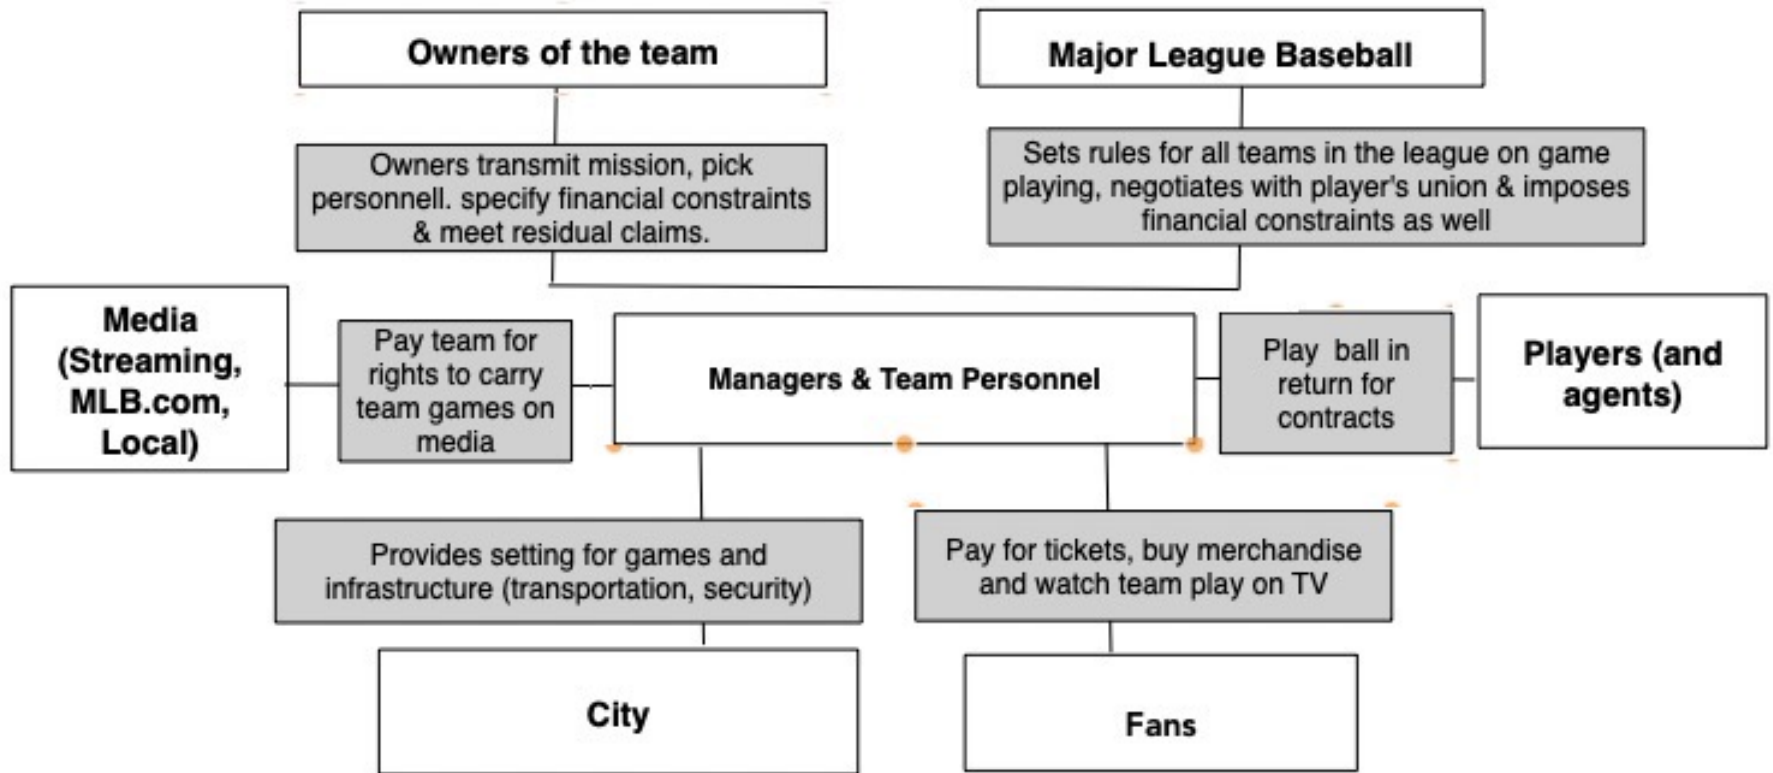 Owners of the team
Major League Baseball
Owners transmit mission, pick
personnell. specify financial constraints
& meet residual claims.
Sets rules for all teams in the league on game
playing, negotiates with player's union & imposes
financial constraints as well
Media
(Streaming,
MLB.com,
Local)
Pay team for
rights to carry
team games on
media
Managers & Team Personnel
Play ball in
return for
contracts
Players (and
agents)
Provides setting for games and
infrastructure (transportation, security)
Pay for tickets, buy merchandise
and watch team play on TV
City
Fans